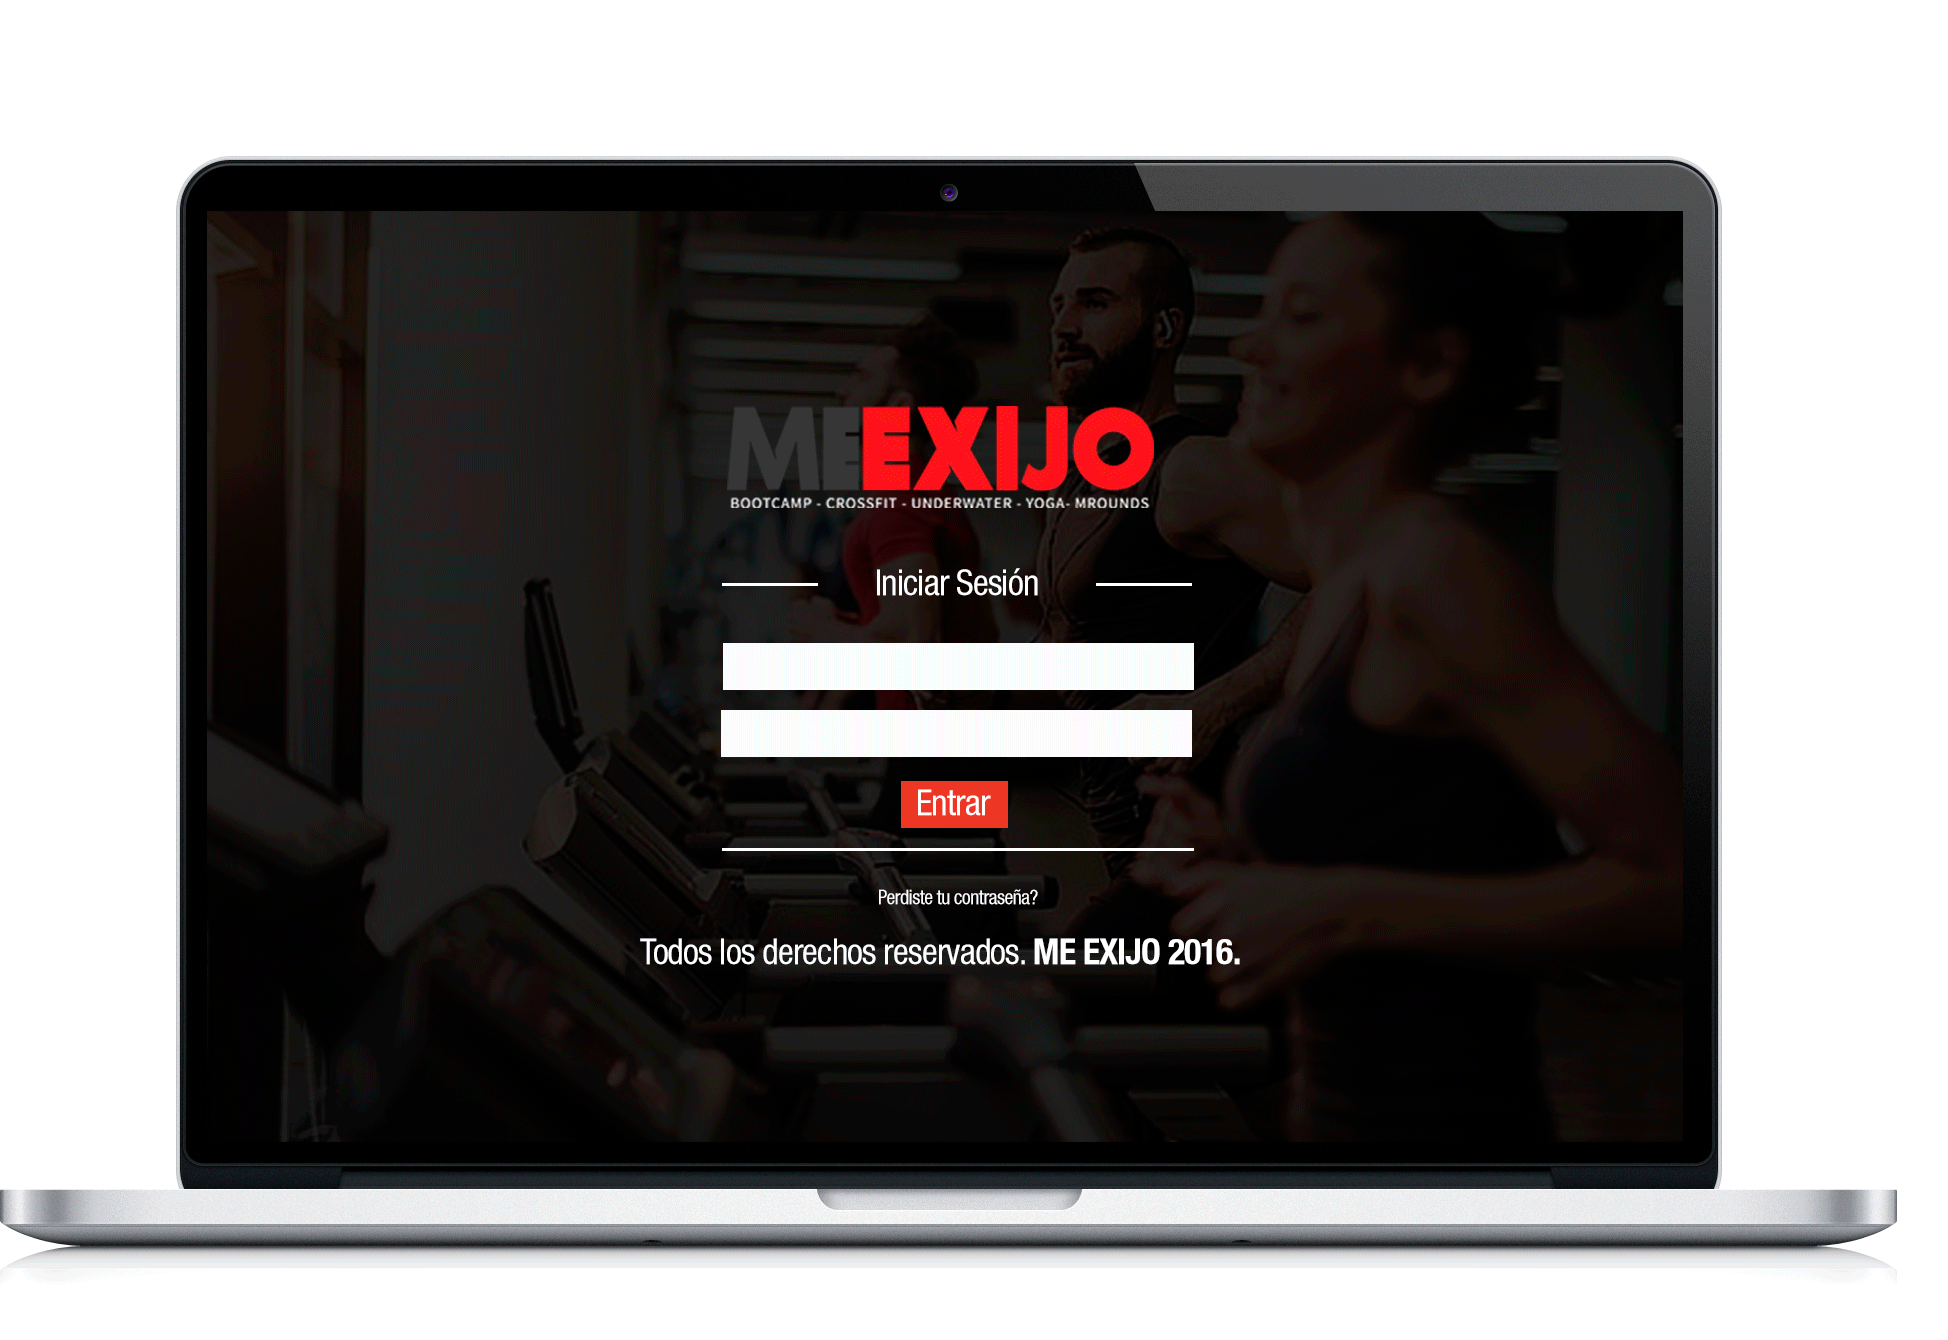 MEEXIJO
BOOTCAMP - CROSSFIT - UNDERWATER - YOGA- MROUNDS
Iniciar Sesión
Entrar
Perdiste tu contraseña?
Todos los derechos reservados. ME EXIJO 2016.